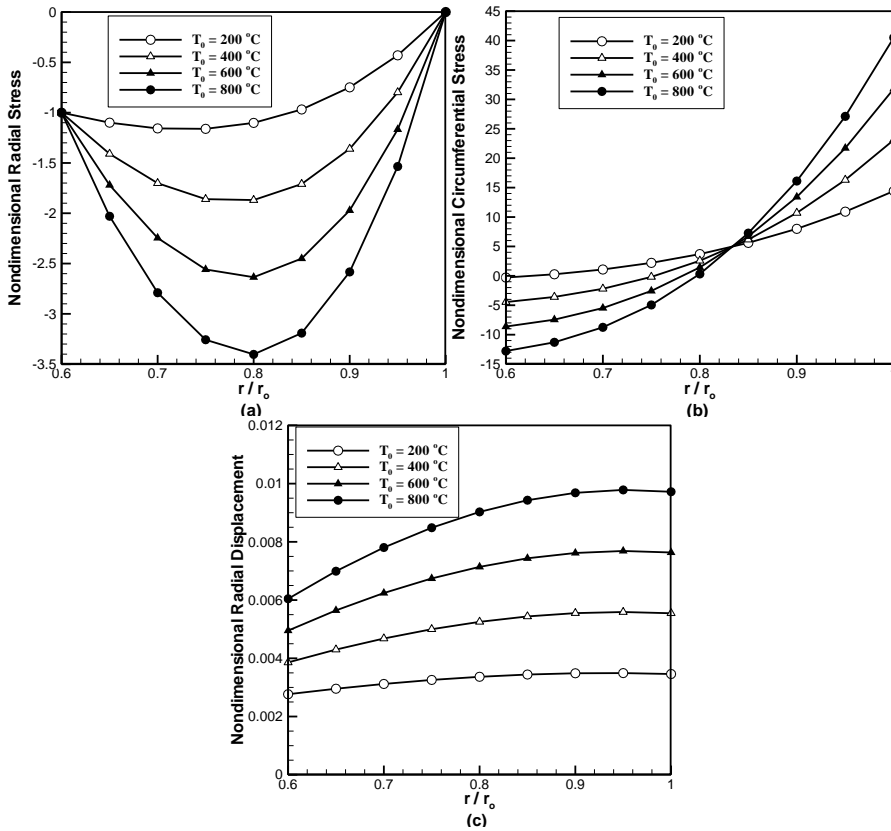 Nondimensional Radial Stress
0
-0.5
-1
-1.5
-2
-2.5
-3
-3.5
T0 = 200 °C
T0 = 400 °C
T0 = 600 °C
T0 = 800 °C
0.6 0.7 0.8 0.9 1
r / ro
(a)
Nondimensional Circumferential Stress
45
40
35
30
25
20
15
10
5
0
-5
-10
-15
T0 = 200 °C
T0 = 400 °C
T0 = 600 °C
T0 = 800 °C
0.6 0.7 0.8 0.9 1
r / ro
(b)
Nondimensional Radial Displacement
0.012
0.01
0.008
0.006
0.004
0.002
0
T0 = 200 °C
T0 = 400 °C
T0 = 600 °C
T0 = 800 °C
0.6 0.7 0.8 0.9 1
r / ro
(c)